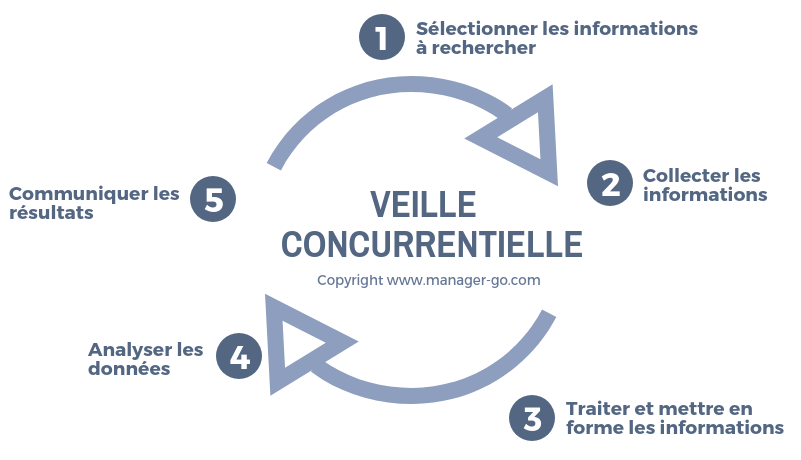 1
Sélectionner les informations
à rechercher
2
Collecter les
informations
3
Traiter et mettre en
forme les informations
4
Analyser les
données
5
Communiquer les
résultats
VEILLE
CONCURRENTIELLE
Copyright www.manager-go.com